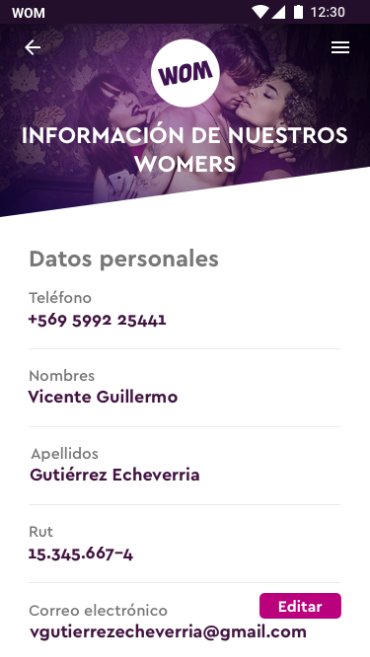 WOM
12:30
WOM
INFORMACIÓN DE NUESTROS
WOMERS
Datos personales
Teléfono
+569 5992 25441
Nombres
Vicente Guillermo
Apellidos
Gutiérrez Echeverria
Rut
15.345.667-4
Editar
Correo electrónico
vgutierrezecheverria@gmail.com